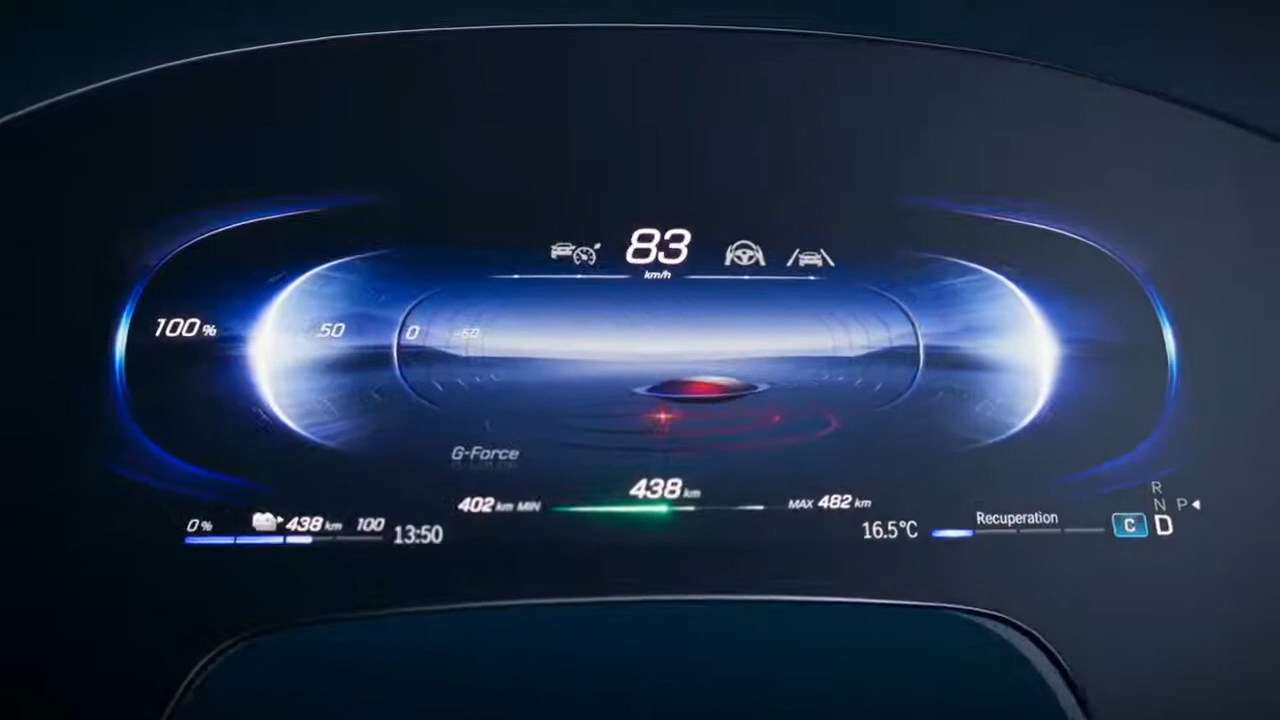 83
km/h
100 %
50
0
-50
G-Force
438 km
402 km MIN
MAX 482 km
0 %
438 km
100
13:50
16.5°C
Recuperation
C
R
N
P
D